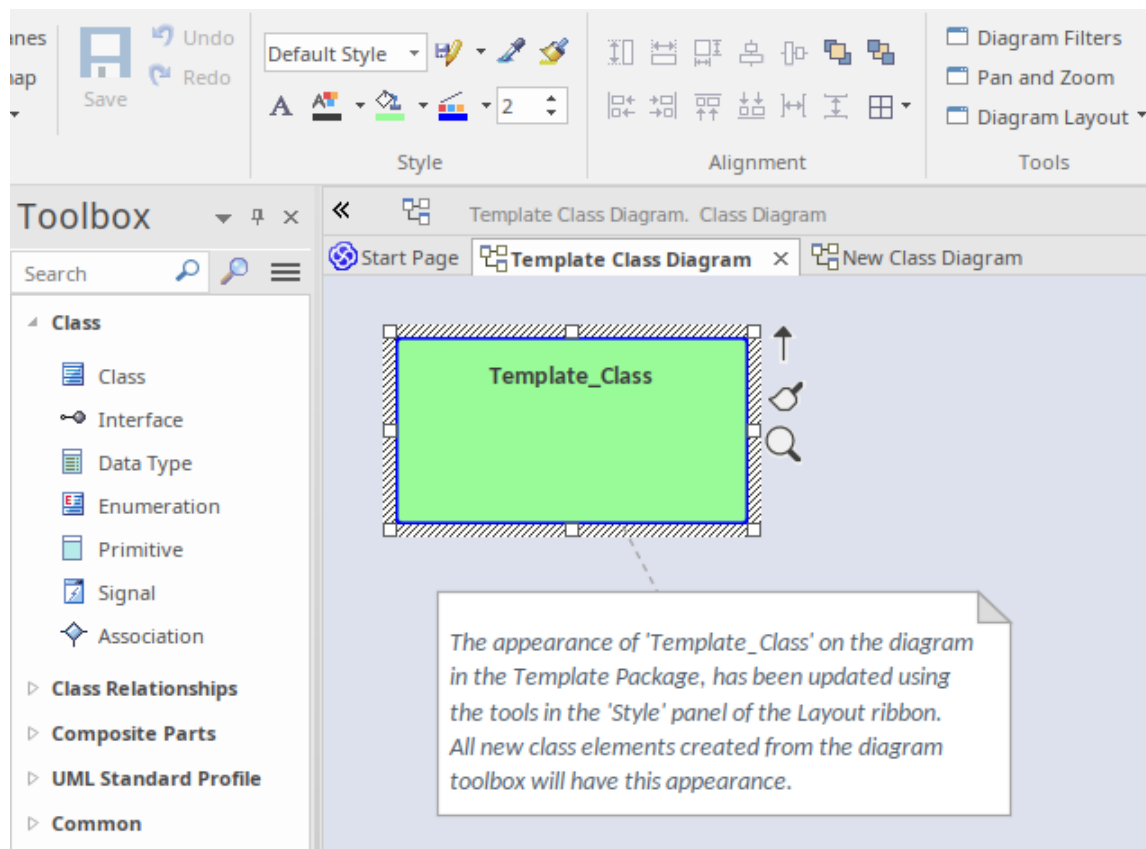 Undo
Redo
Save
Default Style
2
Style
Alignment
Diagram Filters
Pan and Zoom
Diagram Layout
Tools
Toolbox
Search
Class
Class
Interface
Data Type
Enumeration
Primitive
Signal
Association
Class Relationships
Composite Parts
UML Standard Profile
Common
Template Class Diagram. Class Diagram
Start Page
Template Class Diagram
New Class Diagram
Template_Class
The appearance of 'Template_Class' on the diagram
in the Template Package, has been updated using
the tools in the 'Style' panel of the Layout ribbon.
All new class elements created from the diagram
toolbox will have this appearance.